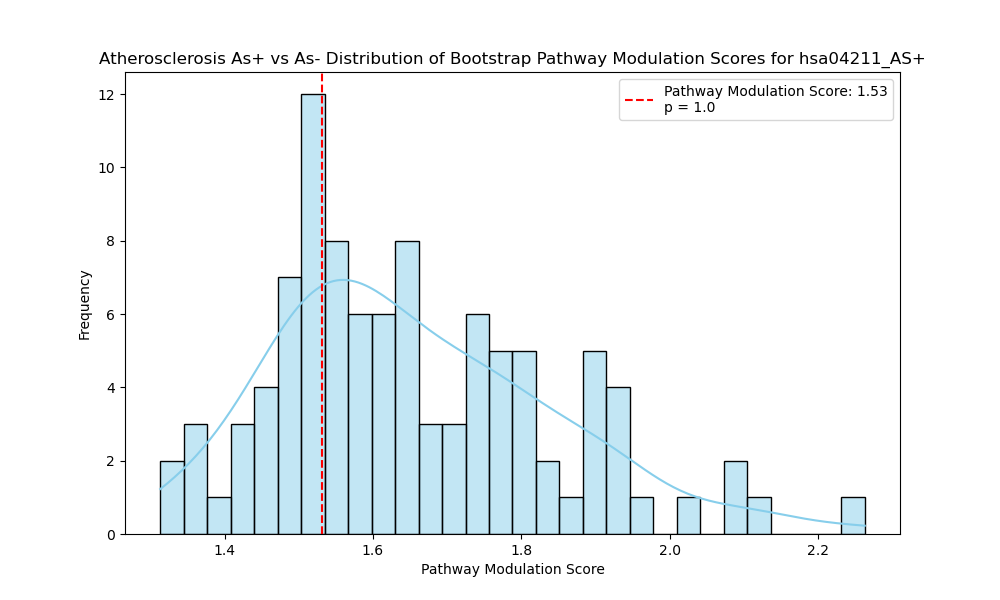 Atherosclerosis As+ vs As- Distribution of Bootstrap Pathway Modulation Scores for hsa04211_AS+
Pathway Modulation Score: 1.53
p = 1.0
12
10
8
6
4
2
0
Frequency
1.4 1.6 1.8 2.0 2.2
Pathway Modulation Score